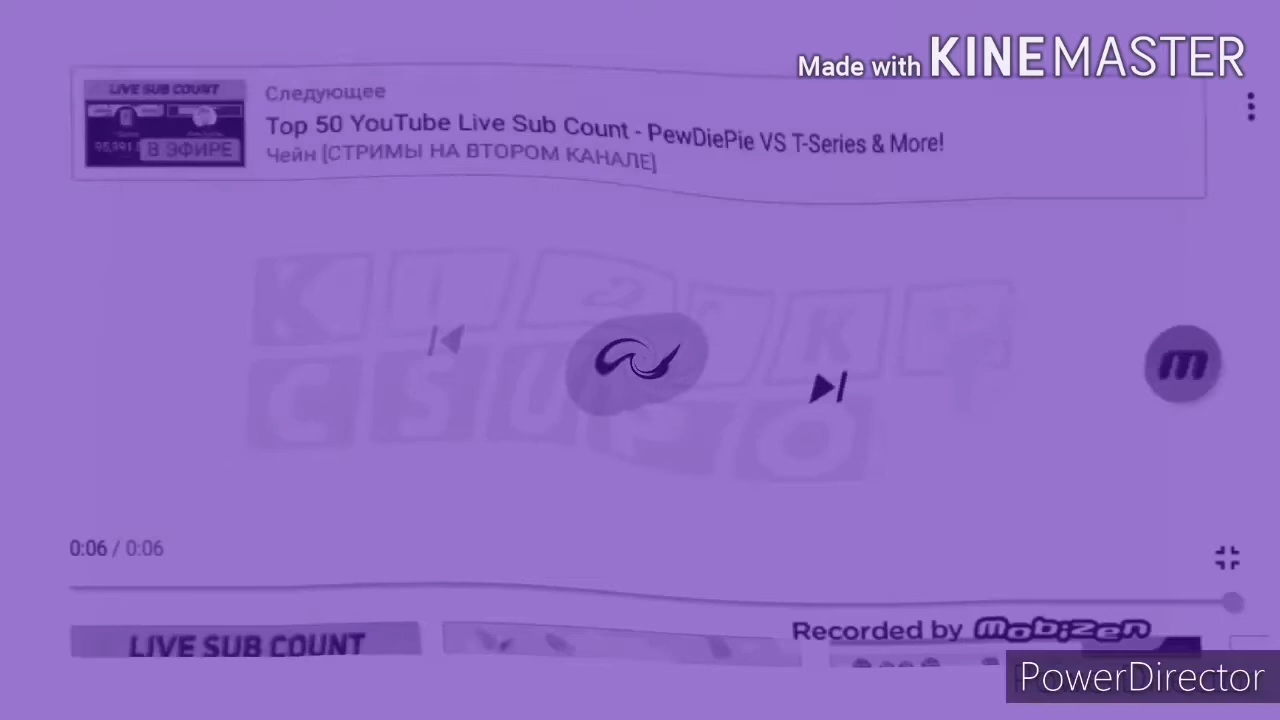 Made with KINEMASTER
LIVE SUB COUNT
Следующее
Top 50 YouTube Live Sub Count - PewDiePie VS T-Series & More!
В ЭФИРЕ
Чейн [СТРИМЫ НА ВТОРОМ КАНАЛЕ]
C S U P O
m
0:06 / 0:06
LIVE SUB COUNT
Recorded by mobizen
PowerDirector